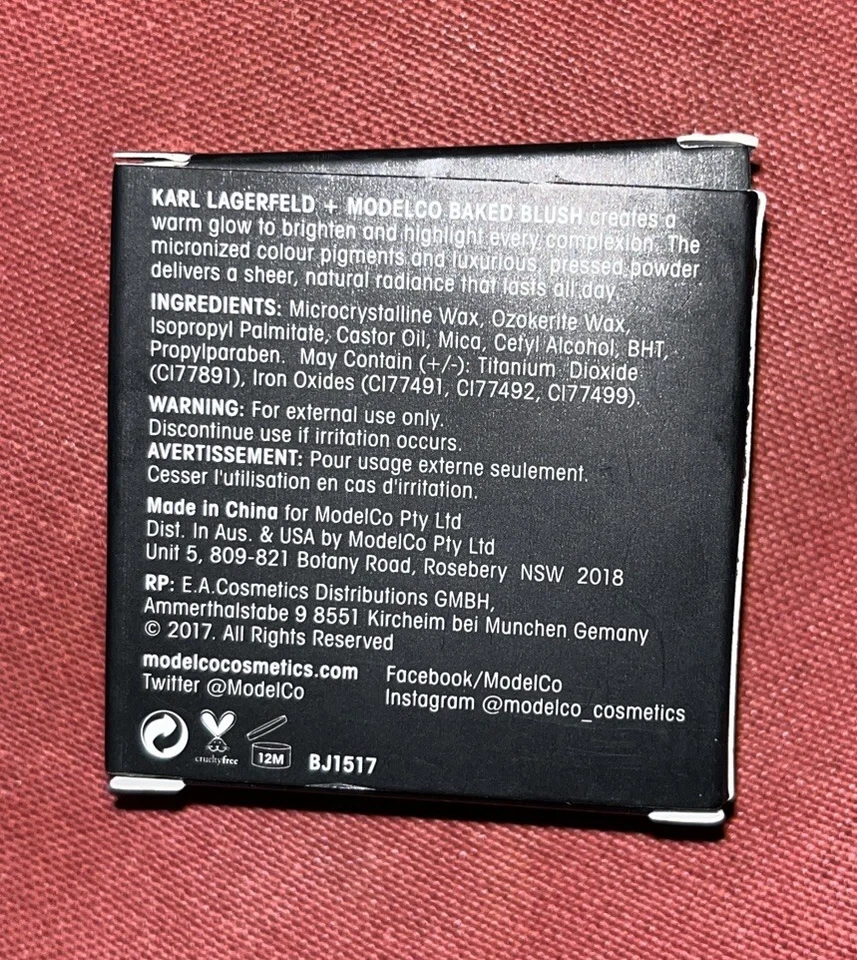 KARL LAGERFELD + MODELCO BAKED BLUSH creates a
warm glow to brighten and highlight every complexion. The
micronized colour pigments and luxurious, pressed powder
delivers a sheer, natural radiance that lasts all day.
INGREDIENTS: Microcrystalline Wax, Ozokerite Wax,
Isopropyl Palmitate, Castor Oil, Mica, Cetyl Alcohol, BHT,
Propylparaben. May Contain (+/-): Titanium Dioxide
(CI77891), Iron Oxides (CI77491, CI77492, CI77499).
WARNING: For external use only.
Discontinue use if irritation occurs.
AVERTISSEMENT: Pour usage externe seulement.
Cesser l'utilisation en cas d'irritation.
Made in China for ModelCo Pty Ltd
Dist. In Aus. & USA by ModelCo Pty Ltd
Unit 5, 809-821 Botany Road, Rosebery NSW 2018
RP: E.A.Cosmetics Distributions GMBH,
Ammerthalstabe 9 8551 Kircheim bei Munchen Gemany
© 2017. All Rights Reserved
modelcocosmetics.com
Twitter @ModelCo
Facebook/ModelCo
Instagram @modelco_cosmetics
crueltyfree
12M
BJ1517